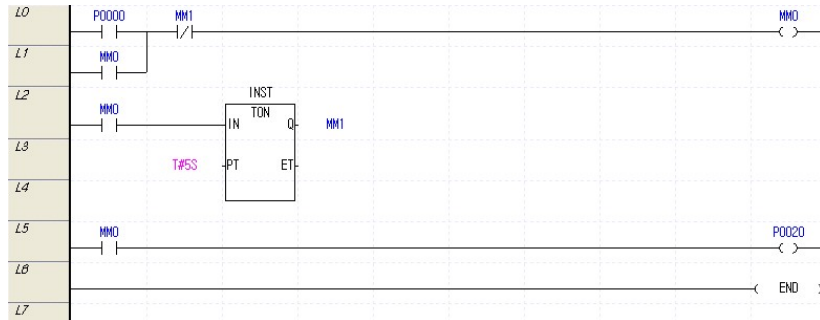 L0 P0000 MM1 MM0
L1 MM0
L2 INST
MM0 TON
IN Q MM1
L3 T#5S PT ET
L4
L5 MM0 P0020
L6 END
L7